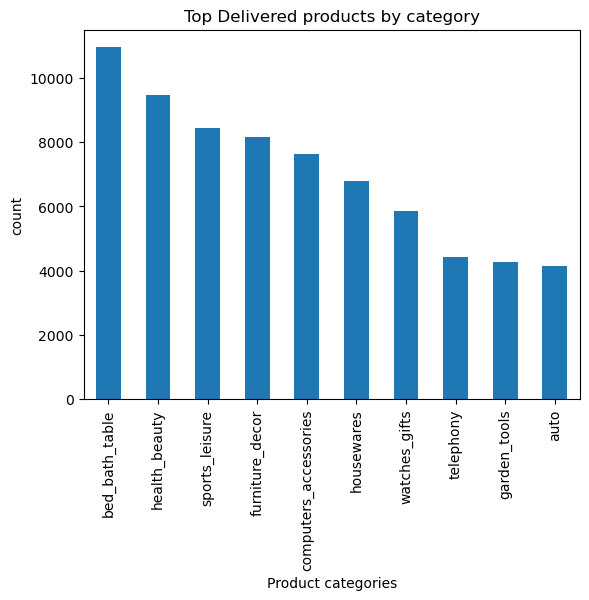 Top Delivered products by category
count
10000
8000
6000
4000
2000
0
bed_bath_table
health_beauty
sports_leisure
furniture_decor
computers_accessories
housewares
watches_gifts
telephony
garden_tools
auto
Product categories